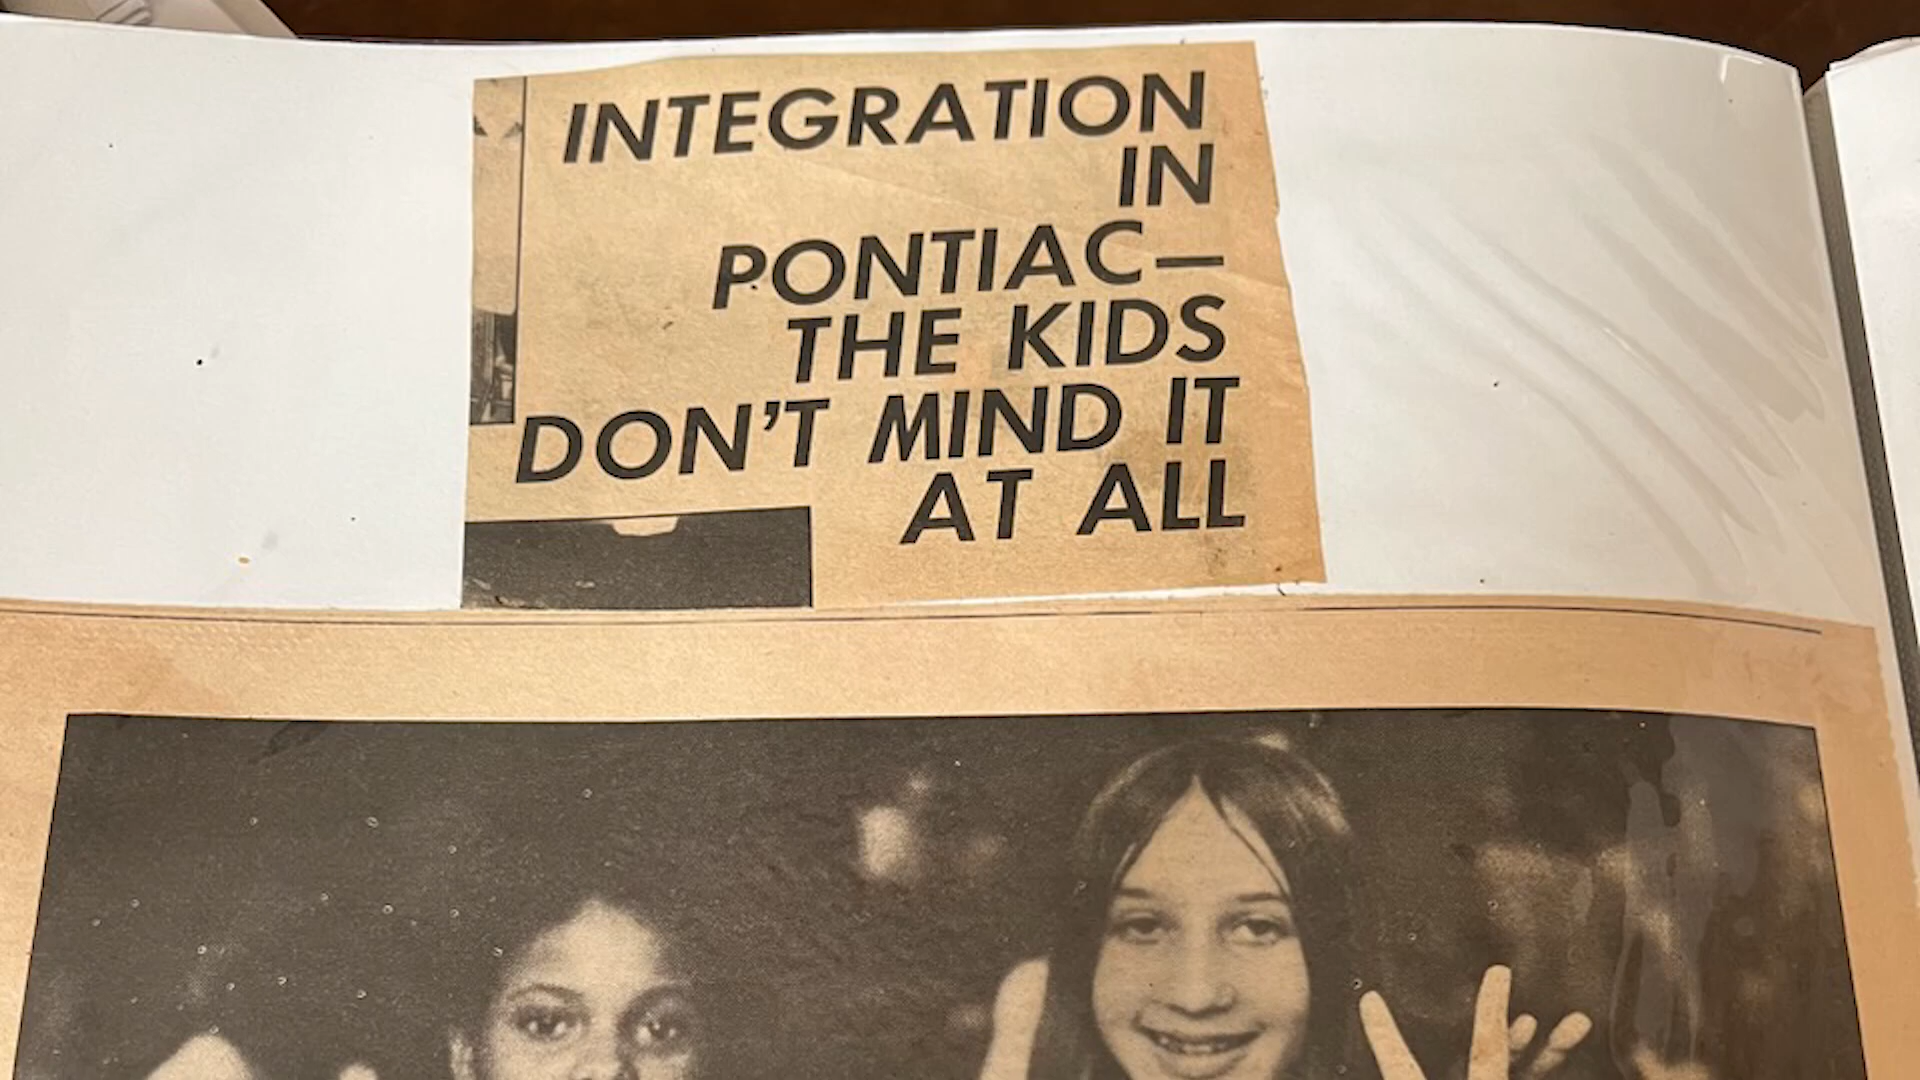 INTEGRATION
IN
PONTIAC—
THE KIDS
DON'T MIND IT
AT ALL